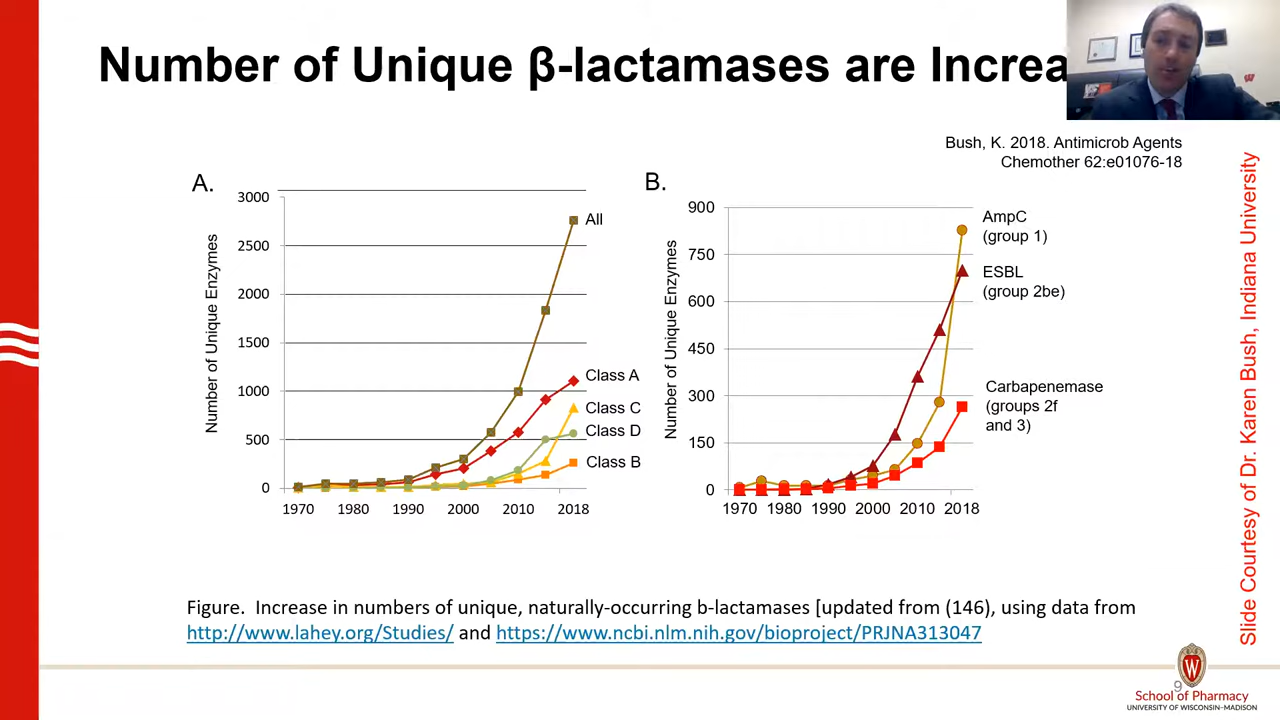 Number of Unique β-lactamases are Increa
Bush, K. 2018. Antimicrob Agents
Chemother 62:e01076-18
A.
Number of Unique Enzymes
3000
2500
2000
1500
1000
500
0
1970 1980 1990 2000 2010 2018
All
Class A
Class C
Class D
Class B
B.
Number of Unique Enzymes
900
750
600
450
300
150
0
1970 1980 1990 2000 2010 2018
AmpC
(group 1)
ESBL
(group 2be)
Carbapenemase
(groups 2f
and 3)
Slide Courtesy of Dr. Karen Bush, Indiana University
Figure. Increase in numbers of unique, naturally-occurring b-lactamases [updated from (146), using data from
http://www.lahey.org/Studies/ and https://www.ncbi.nlm.nih.gov/bioproject/PRJNA313047
W
9
School of Pharmacy
UNIVERSITY OF WISCONSIN–MADISON